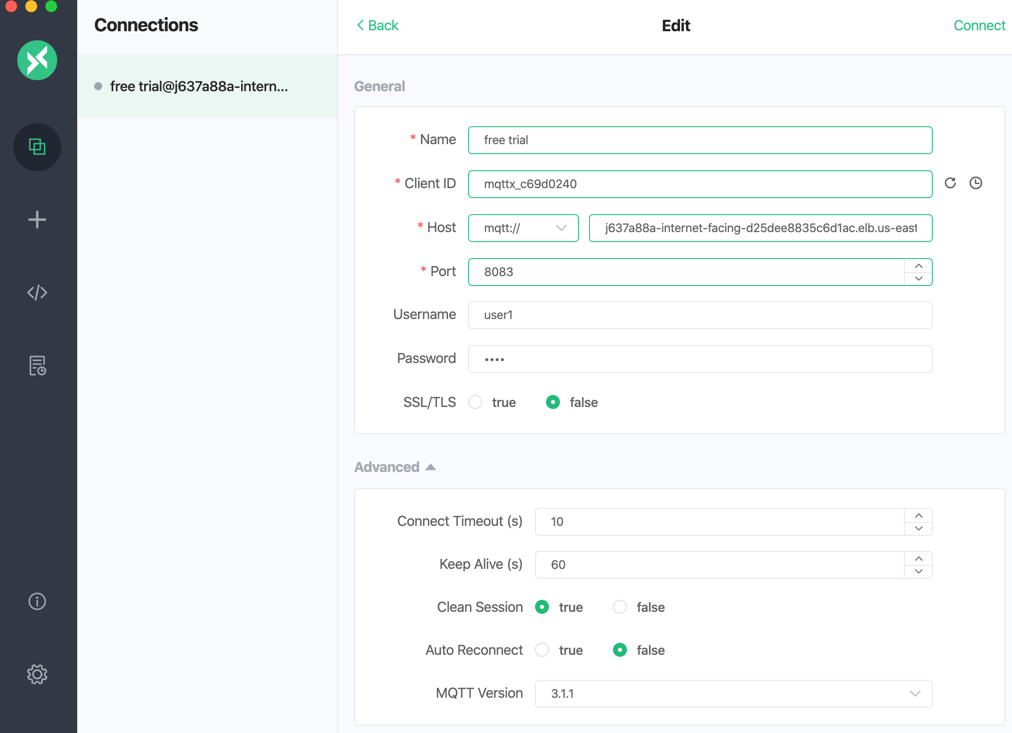 Connections
Back
Edit
Connect
free trial@j637a88a-intern...
General
* Name
free trial
* Client ID
mqttx_c69d0240
* Host
mqtt://
j637a88a-internet-facing-d25dee8835c6d1ac.elb.us-east
* Port
8083
Username
user1
Password
••••
SSL/TLS
true
false
Advanced
Connect Timeout (s)
10
Keep Alive (s)
60
Clean Session
true
false
Auto Reconnect
true
false
MQTT Version
3.1.1